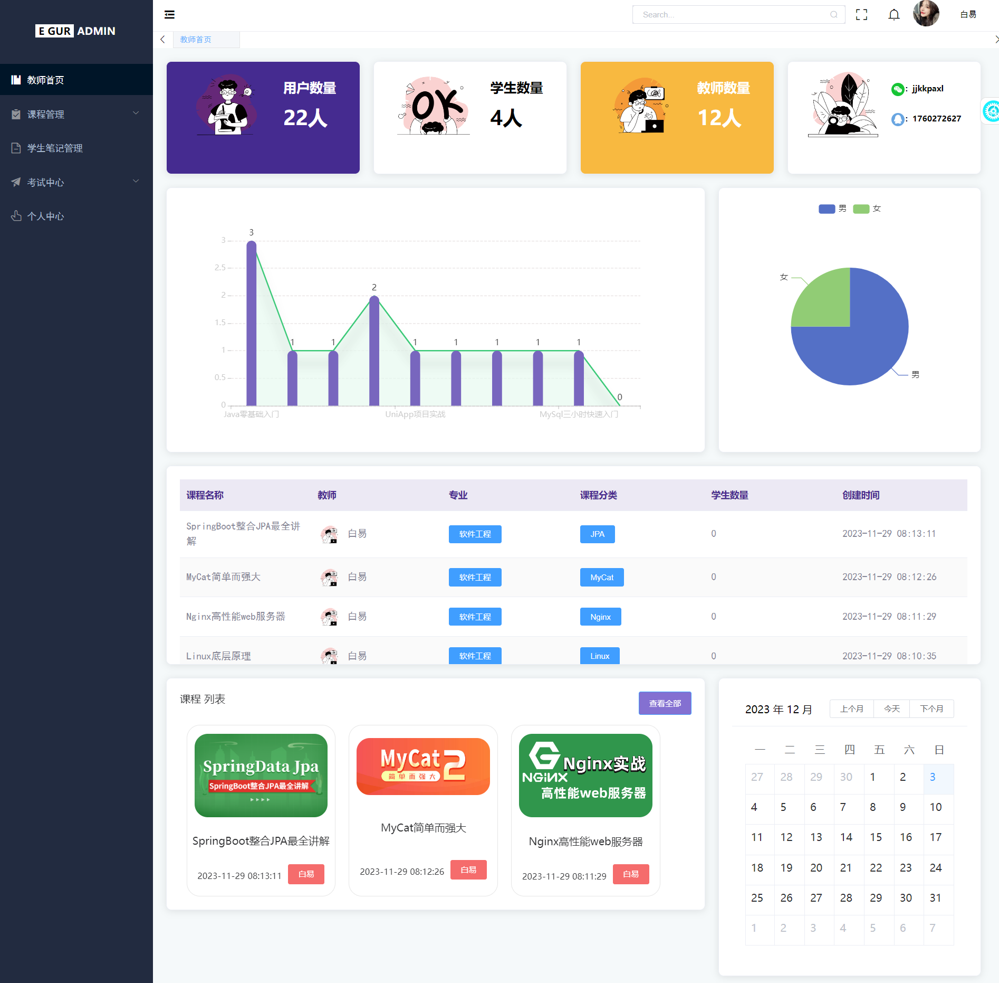 E GUR ADMIN
教师首页
课程管理
学生笔记管理
考试中心
个人中心
Search...
白易
教师首页
用户数量
22人
学生数量
4人
教师数量
12人
: jjkkpaxl
: 1760272627
3
2.5
2
1.5
1
0.5
0
3
1
1
2
1
1
1
1
1
0
Java零基础入门
UniApp项目实战
MySql三小时快速入门
男 女
女
男
课程名称 教师 专业 课程分类 学生数量 创建时间
SpringBoot整合JPA最全讲
解
白易 软件工程 JPA 0 2023-11-29 08:13:11
MyCat简单而强大 白易 软件工程 MyCat 0 2023-11-29 08:12:26
Nginx高性能web服务器 白易 软件工程 Nginx 0 2023-11-29 08:11:29
Linux底层原理 白易 软件工程 Linux 0 2023-11-29 08:10:35
课程 列表
查看全部
SpringData Jpa
SpringBoot整合JPA最全讲解
SpringBoot整合JPA最全讲解
2023-11-29 08:13:11 白易
MyCat2
简单而强大
MyCat简单而强大
2023-11-29 08:12:26 白易
Nginx实战
NGINX
高性能web服务器
Nginx高性能web服务器
2023-11-29 08:11:29 白易
2023 年 12 月
上个月 今天 下个月
一 二 三 四 五 六 日
27 28 29 30 1 2 3
4 5 6 7 8 9 10
11 12 13 14 15 16 17
18 19 20 21 22 23 24
25 26 27 28 29 30 31
1 2 3 4 5 6 7